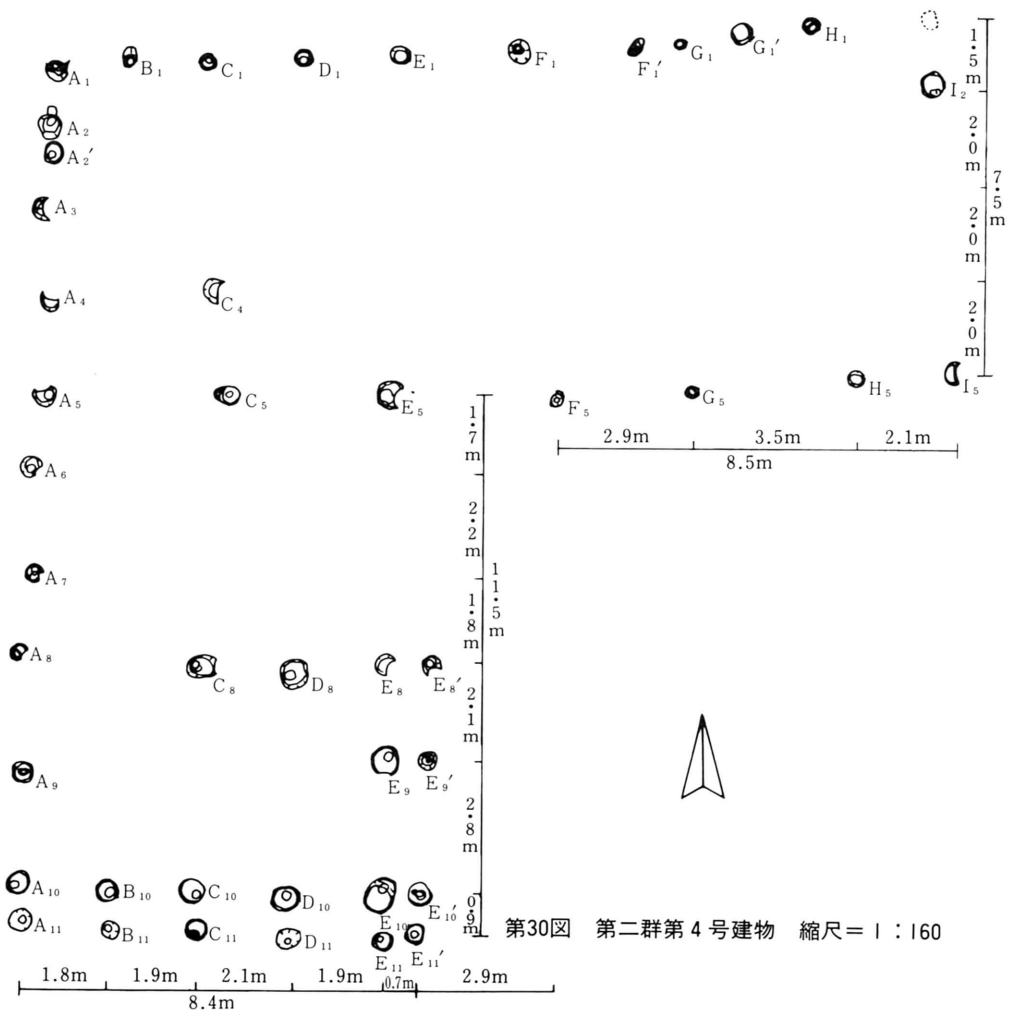 A₁ B₁ C₁ D₁ E₁ F₁ F₁′ G₁ G₁′ H₁
1.5m
I₂
A₂
A₂′
2.0m
7.5m
A₃
2.0m
A₄ C₄
2.0m
A₅ C₅ E₅ F₅ G₅ H₅ I₅
1.7m
2.9m 3.5m 2.1m
8.5m
A₆
2.2m
A₇
11.5m
1.8m
A₈ C₈ D₈ E₈ E₈′
2.1m
A₉ E₉ E₉′
2.8m
A₁₀ B₁₀ C₁₀ D₁₀ E₁₀ E₁₀′
0.9m
A₁₁ B₁₁ C₁₁ D₁₁ E₁₁ E₁₁′
第30図 第二群第4号建物 縮尺=1:160
1.8m 1.9m 2.1m 1.9m 0.7m 2.9m
8.4m